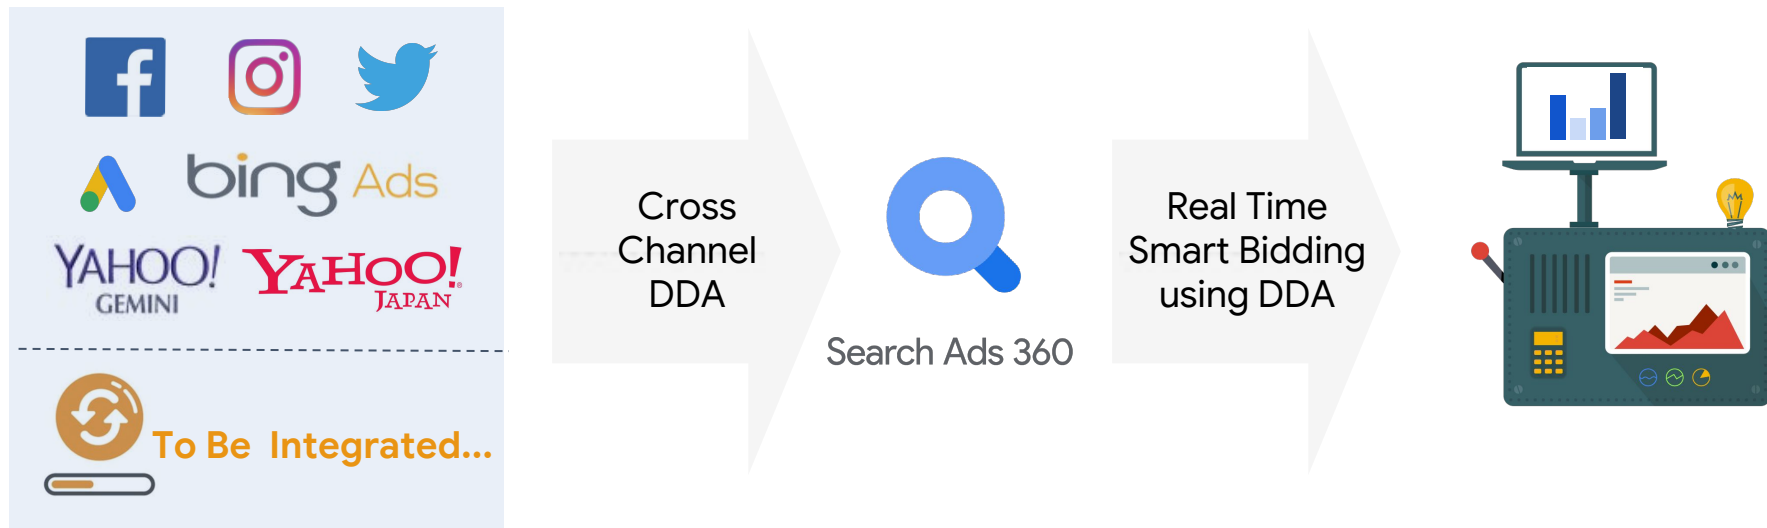 bing Ads
YAHOO!
GEMINI
YAHOO!
JAPAN
To Be Integrated...
Cross
Channel
DDA
Search Ads 360
Real Time
Smart Bidding
using DDA